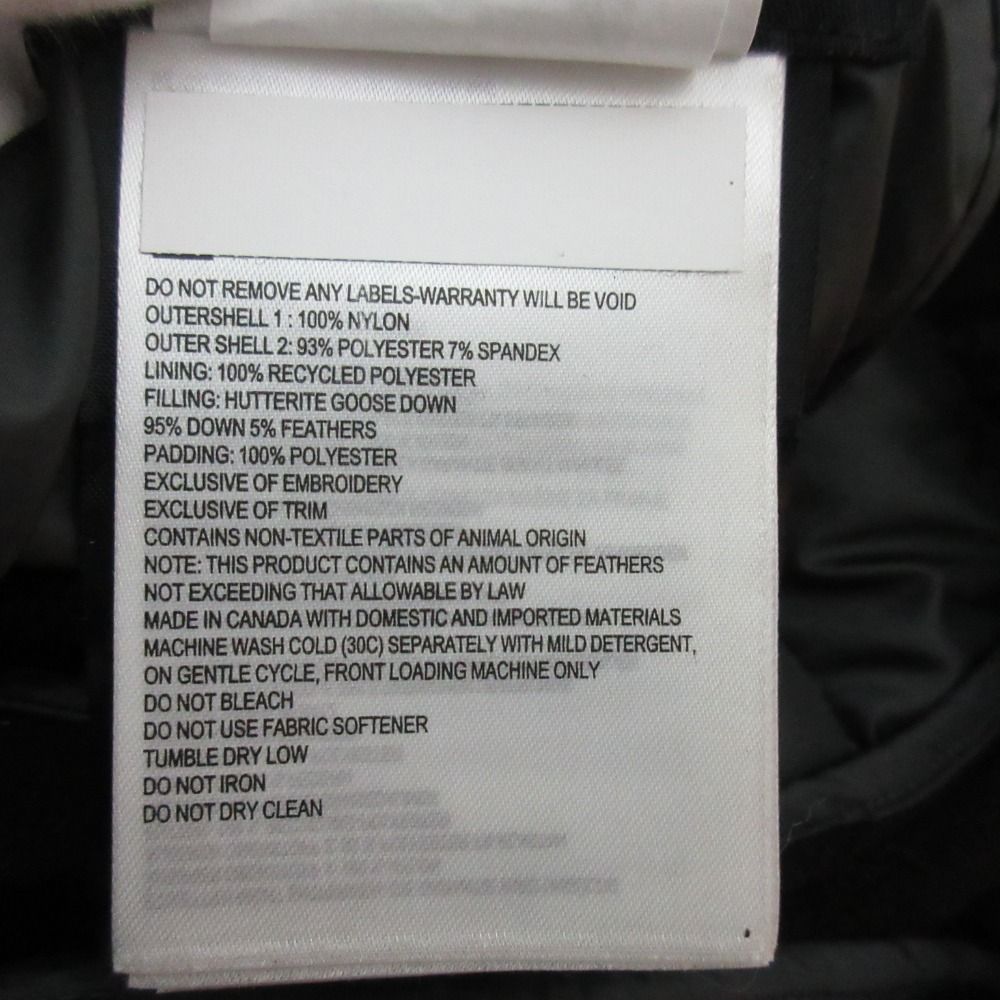 DO NOT REMOVE ANY LABELS-WARRANTY WILL BE VOID
OUTERSHELL 1 : 100% NYLON
OUTER SHELL 2: 93% POLYESTER 7% SPANDEX
LINING: 100% RECYCLED POLYESTER
FILLING: HUTTERITE GOOSE DOWN
95% DOWN 5% FEATHERS
PADDING: 100% POLYESTER
EXCLUSIVE OF EMBROIDERY
EXCLUSIVE OF TRIM
CONTAINS NON-TEXTILE PARTS OF ANIMAL ORIGIN
NOTE: THIS PRODUCT CONTAINS AN AMOUNT OF FEATHERS
NOT EXCEEDING THAT ALLOWABLE BY LAW
MADE IN CANADA WITH DOMESTIC AND IMPORTED MATERIALS
MACHINE WASH COLD (30C) SEPARATELY WITH MILD DETERGENT,
ON GENTLE CYCLE, FRONT LOADING MACHINE ONLY
DO NOT BLEACH
DO NOT USE FABRIC SOFTENER
TUMBLE DRY LOW
DO NOT IRON
DO NOT DRY CLEAN